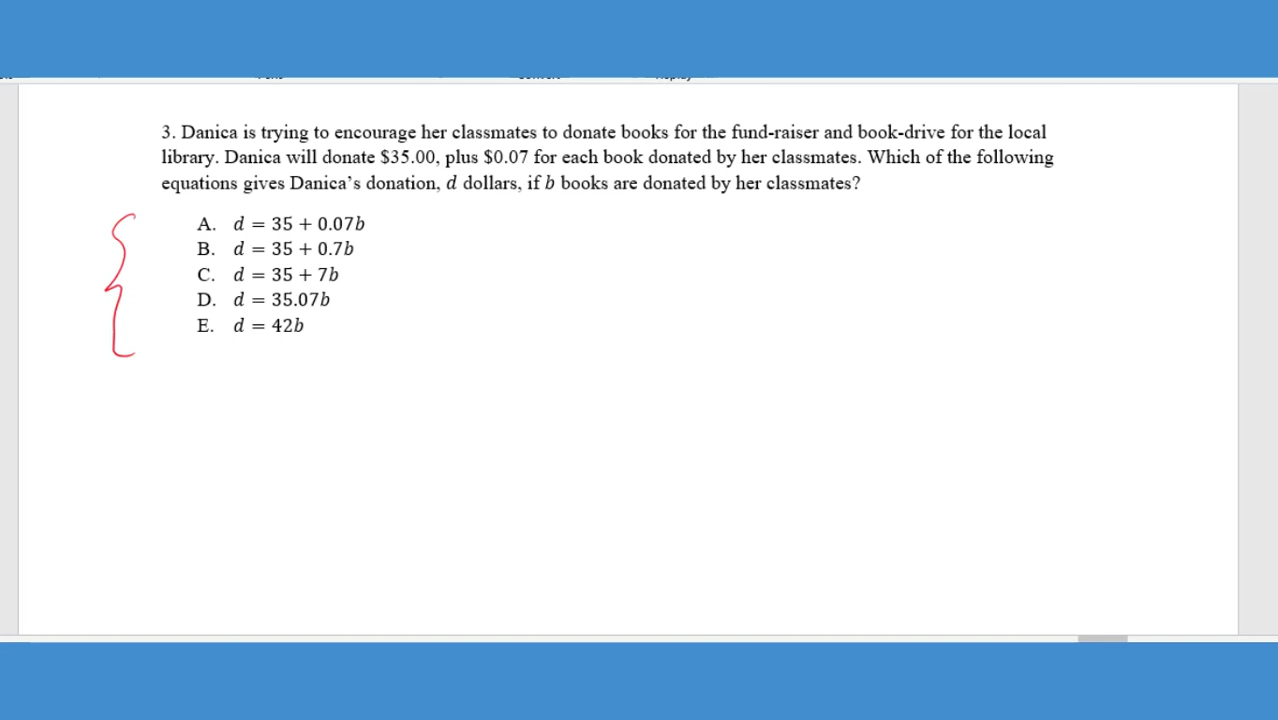 3. Danica is trying to encourage her classmates to donate books for the fund-raiser and book-drive for the local
library. Danica will donate $35.00, plus $0.07 for each book donated by her classmates. Which of the following
equations gives Danica’s donation, d dollars, if b books are donated by her classmates?
A. d = 35 + 0.07b
B. d = 35 + 0.7b
C. d = 35 + 7b
D. d = 35.07b
E. d = 42b